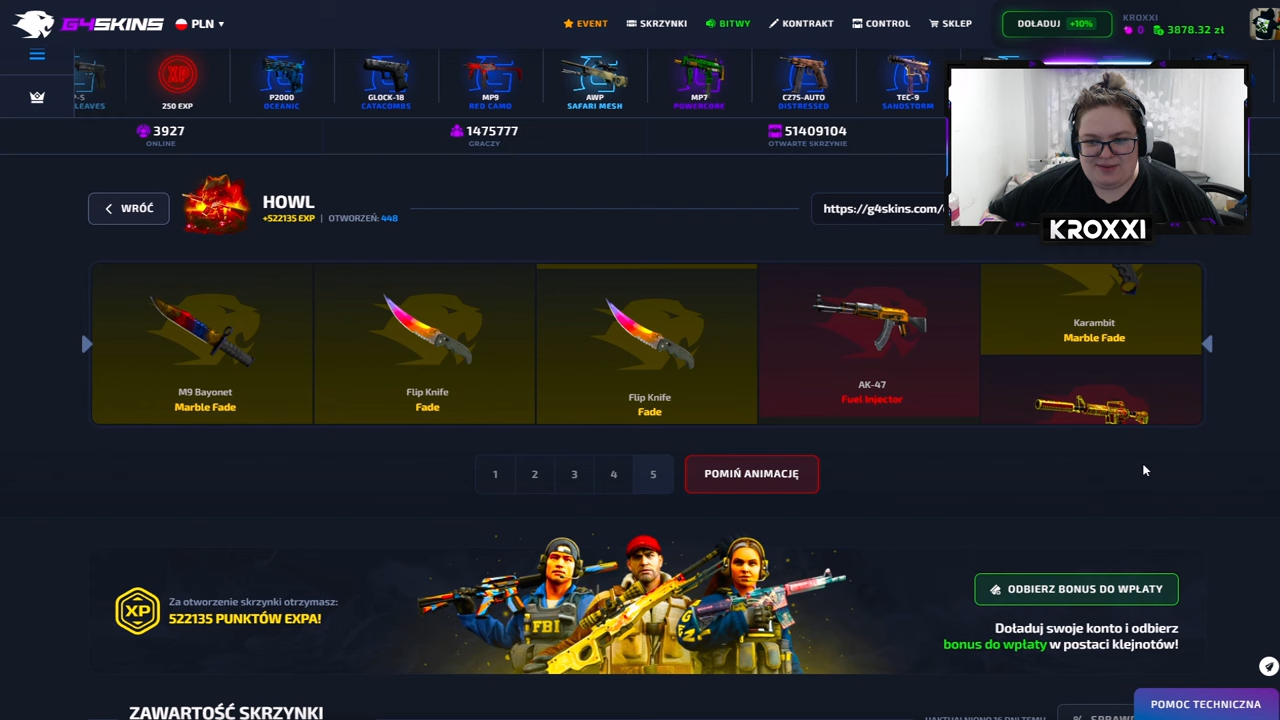 G4SKINS
PLN
EVENT
SKRZYNKI
BITWY
KONTRAKT
CONTROL
SKLEP
DOŁADUJ +10%
KROXXI
0 3878.32 zł
250 EXP
P2000
OCEANIC
GLOCK-18
CATACOMBS
MP9
RED CAMO
AWP
SAFARI MESH
MP7
POWERCORE
CZ75-AUTO
DISTRESSED
TEC-9
SANDSTORM
3927
ONLINE
1475777
GRACZY
51409104
OTWARTE SKRZYNIE
KROXXI
WRÓĆ
HOWL
+522135 EXP | OTWORZEŃ: 448
https://g4skins.com/
M9 Bayonet
Marble Fade
Flip Knife
Fade
Flip Knife
Fade
AK-47
Fuel Injector
Karambit
Marble Fade
1 2 3 4 5
POMIŃ ANIMACJĘ
XP
Za otworzenie skrzynki otrzymasz:
522135 PUNKTÓW EXPA!
FBI
ODBIERZ BONUS DO WPŁATY
Doładuj swoje konto i odbierz
bonus do wpłaty w postaci klejnotów!
ZAWARTOŚĆ SKRZYNKI
POMOC TECHNICZNA